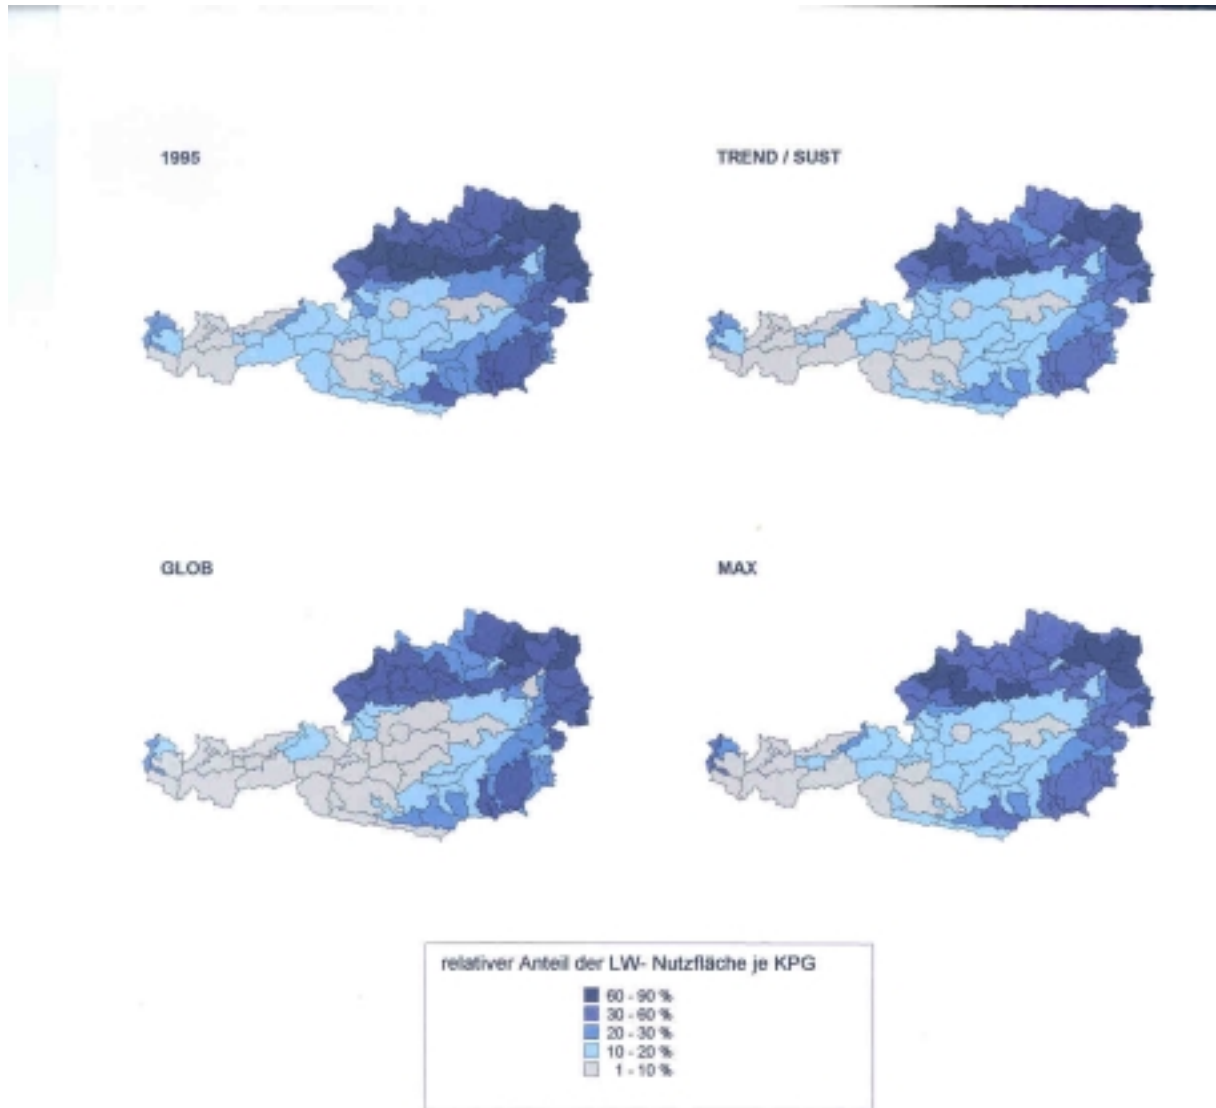 1995
TREND / SUST
GLOB
MAX
relativer Anteil der LW- Nutzfläche je KPG
60 - 90 %
30 - 60 %
20 - 30 %
10 - 20 %
1 - 10 %